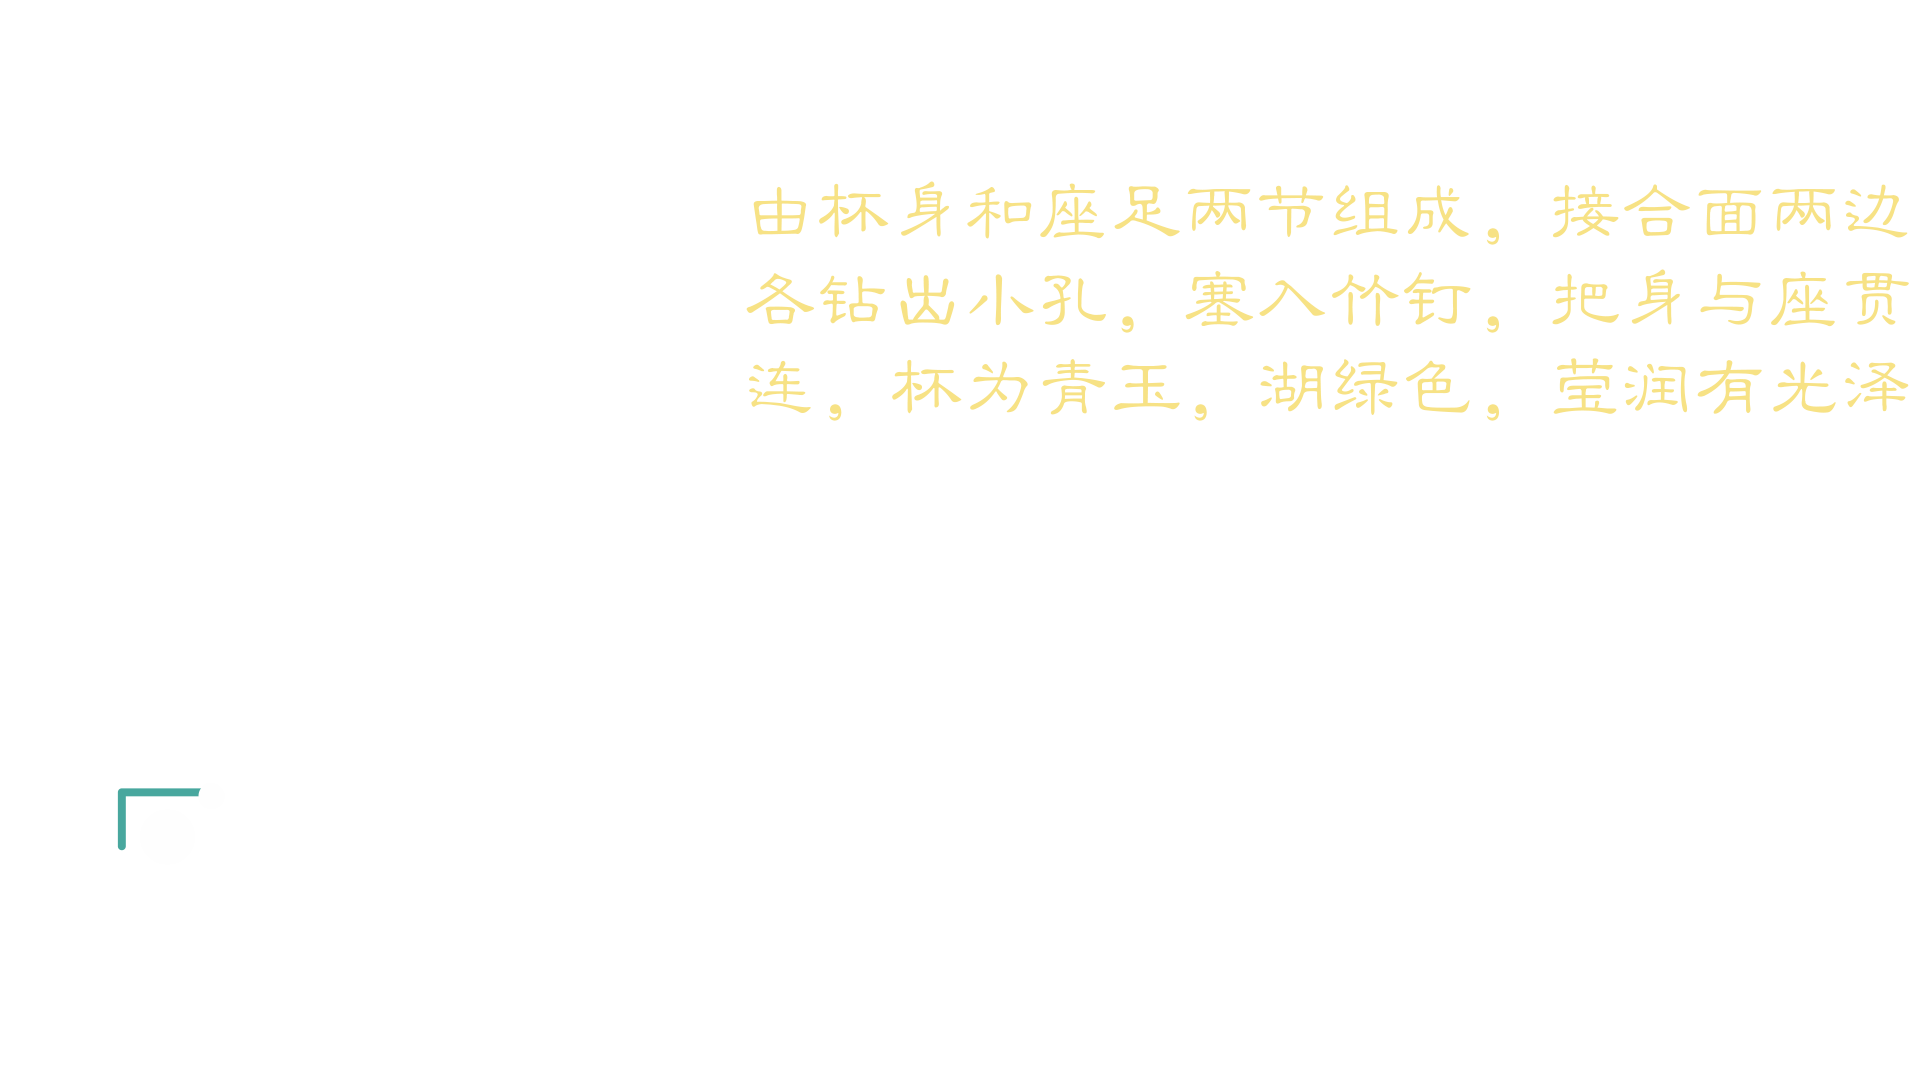 由杯身和座足两节组成，接合面两边
各钻出小孔，塞入竹钉，把身与座贯
连，杯为青玉，湖绿色，莹润有光泽